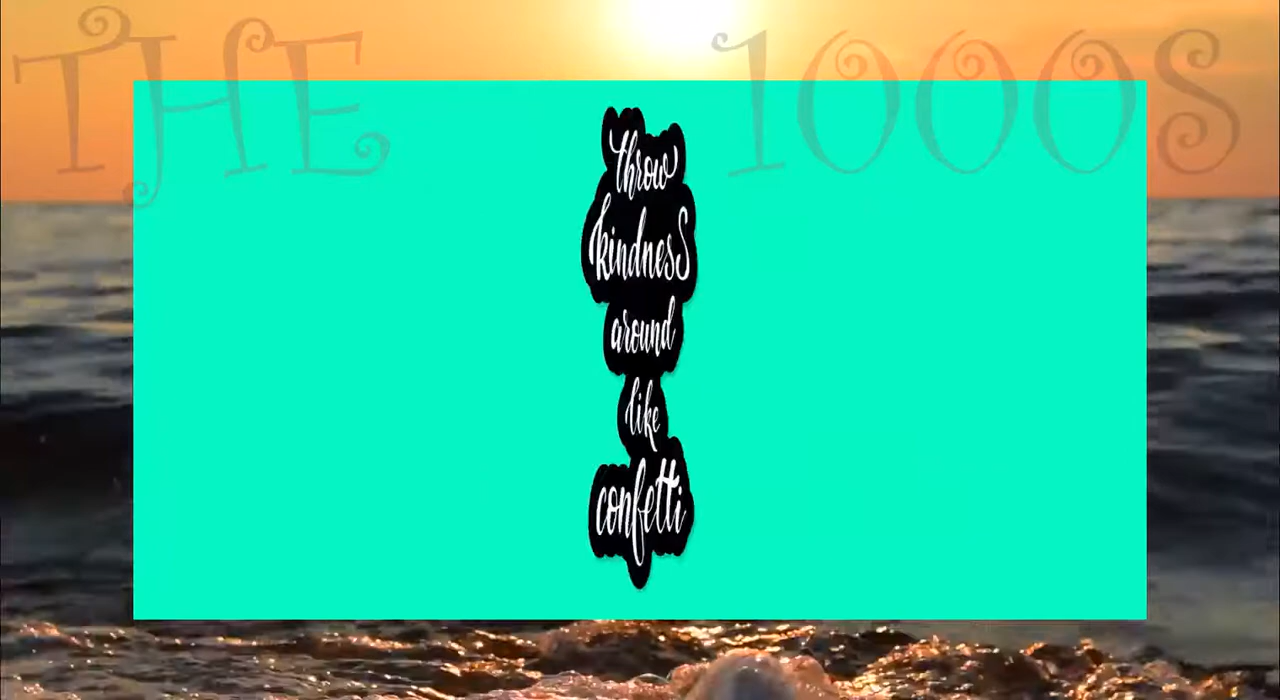 THE 1000S
throw
kindness
around
like
confetti